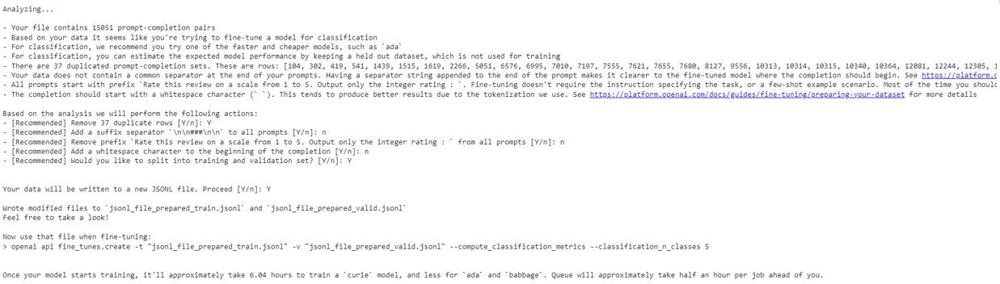 Analyzing...
- Your file contains 15051 prompt-completion pairs
- Based on your data it seems like you're trying to fine-tune a model for classification
- For classification, we recommend you try one of the faster and cheaper models, such as `ada`
- For classification, you can estimate the expected model performance by keeping a held out dataset, which is not used for training
- There are 37 duplicated prompt-completion sets. These are rows: [104, 302, 419, 541, 1439, 1515, 1619, 2266, 5051, 6576, 6995, 7010, 7197, 7555, 7621, 7655, 7680, 8127, 9556, 10313, 10314, 10315, 10340, 10364, 12081, 12244, 12305, 1
- Your data does not contain a common separator at the end of your prompts. Having a separator string appended to the end of the prompt makes it clearer to the fine-tuned model where the completion should begin. See https://platform.o
- All prompts start with prefix `Rate this review on a scale from 1 to 5. Output only the integer rating : `. Fine-tuning doesn't require the instruction specifying the task, or a few-shot example scenario. Most of the time you should
- The completion should start with a whitespace character (` `). This tends to produce better results due to the tokenization we use. See https://platform.openai.com/docs/guides/fine-tuning/preparing-your-dataset for more details
Based on the analysis we will perform the following actions:
- [Recommended] Remove 37 duplicate rows [Y/n]: Y
- [Recommended] Add a suffix separator `\n\n###\n\n` to all prompts [Y/n]: n
- [Recommended] Remove prefix `Rate this review on a scale from 1 to 5. Output only the integer rating : ` from all prompts [Y/n]: n
- [Recommended] Add a whitespace character to the beginning of the completion [Y/n]: n
- [Recommended] Would you like to split into training and validation set? [Y/n]: Y
Your data will be written to a new JSONL file. Proceed [Y/n]: Y
Wrote modified files to `jsonl_file_prepared_train.jsonl` and `jsonl_file_prepared_valid.jsonl`
Feel free to take a look!
Now use that file when fine-tuning:
> openai api fine_tunes.create -t "jsonl_file_prepared_train.jsonl" -v "jsonl_file_prepared_valid.jsonl" --compute_classification_metrics --classification_n_classes 5
Once your model starts training, it'll approximately take 6.04 hours to train a `curie` model, and less for `ada` and `babbage`. Queue will approximately take half an hour per job ahead of you.